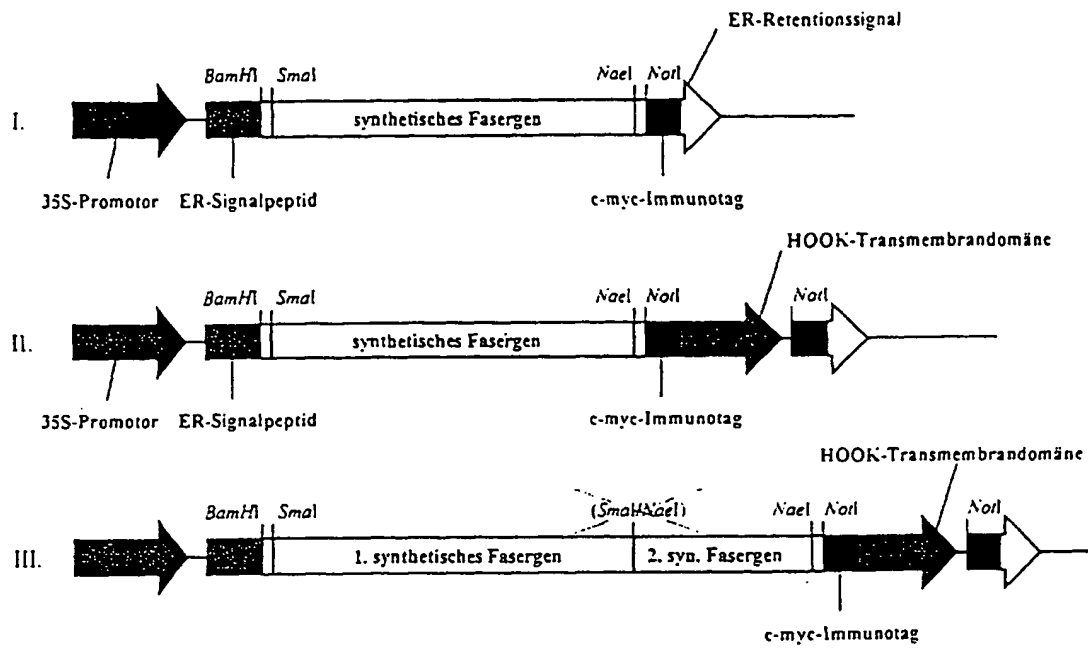 ER-Retentionssignal
BamHI SmaI NaeI NotI
I. synthetisches Fasergen
35S-Promotor ER-Signalpeptid c-myc-Immunotag
HOOK-Transmembrandomäne
BamHI SmaI NaeI NotI NotI
II. synthetisches Fasergen
35S-Promotor ER-Signalpeptid c-myc-Immunotag
HOOK-Transmembrandomäne
BamHI SmaI (SmaI/NaeI) NaeI NotI NotI
III. 1. synthetisches Fasergen 2. syn. Fasergen
c-myc-Immunotag